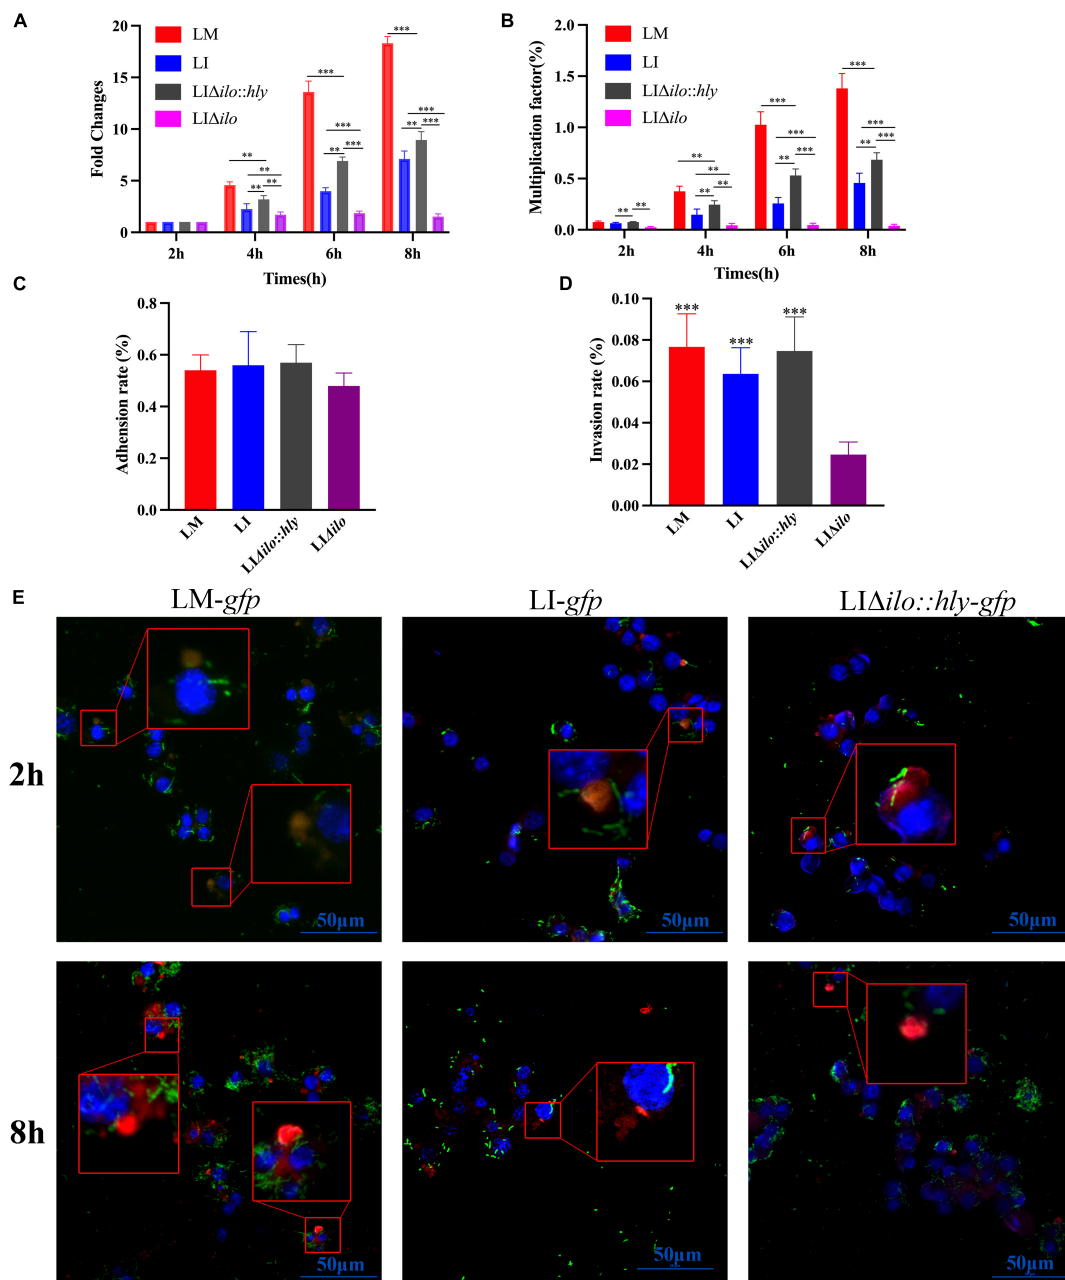 A
Fold Changes
20
15
10
5
0
LM
LI
LIΔilo::hly
LIΔilo
** ** ** **
*** *** ** ***
*** *** ** ***
2h 4h 6h 8h
Times(h)
B
Multiplication factor(%)
2.0
1.5
1.0
0.5
0.0
LM
LI
LIΔilo::hly
LIΔilo
** **
** ** ** **
*** *** ** ***
*** *** ** ***
2h 4h 6h 8h
Times(h)
C
Adhension rate (%)
0.8
0.6
0.4
0.2
0.0
LM LI LIΔilo::hly LIΔilo
D
Invasion rate (%)
0.10
0.08
0.06
0.04
0.02
0.00
*** *** ***
LM LI LIΔilo::hly LIΔilo
E
LM-gfp LI-gfp LIΔilo::hly-gfp
2h
50μm 50μm 50μm
8h
50μm 50μm 50μm